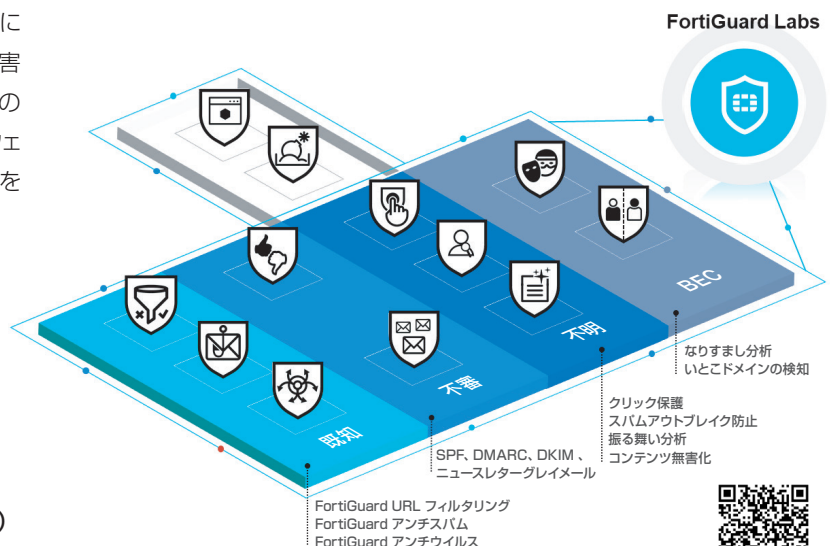 に
害
の
ェ
を
）
FortiGuard Labs
BEC
不明
不審
既知
なりすまし分析
いとこドメインの検知
クリック保護
スパムアウトブレイク防止
振る舞い分析
コンテンツ無害化
SPF、DMARC、DKIM 、
ニュースレターグレイメール
FortiGuard URL フィルタリング
FortiGuard アンチスパム
FortiGuard アンチウイルス